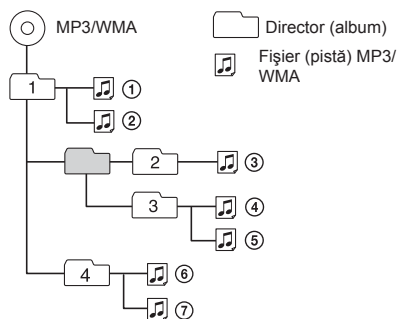 MP3/WMA
Director (album)
Fişier (pistă) MP3/
WMA
1
①
②
2
③
3
④
⑤
4
⑥
⑦